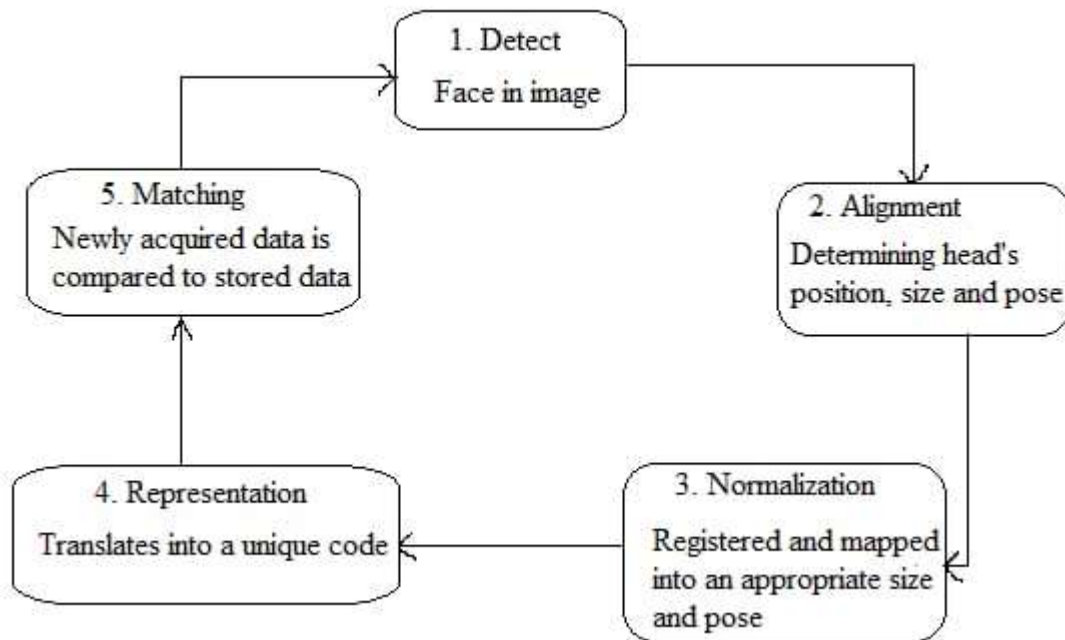 1. Detect
Face in image
2. Alignment
Determining head's
position, size and pose
3. Normalization
Registered and mapped
into an appropriate size
and pose
4. Representation
Translates into a unique code
5. Matching
Newly acquired data is
compared to stored data